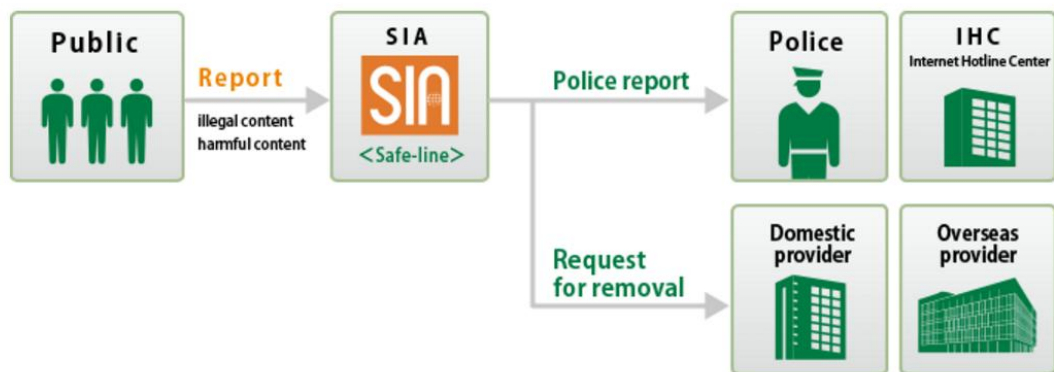 Public
Report
illegal content
harmful content
SIA
SIA
<Safe-line>
Police report
Police
IHC
Internet Hotline Center
Request
for removal
Domestic
provider
Overseas
provider